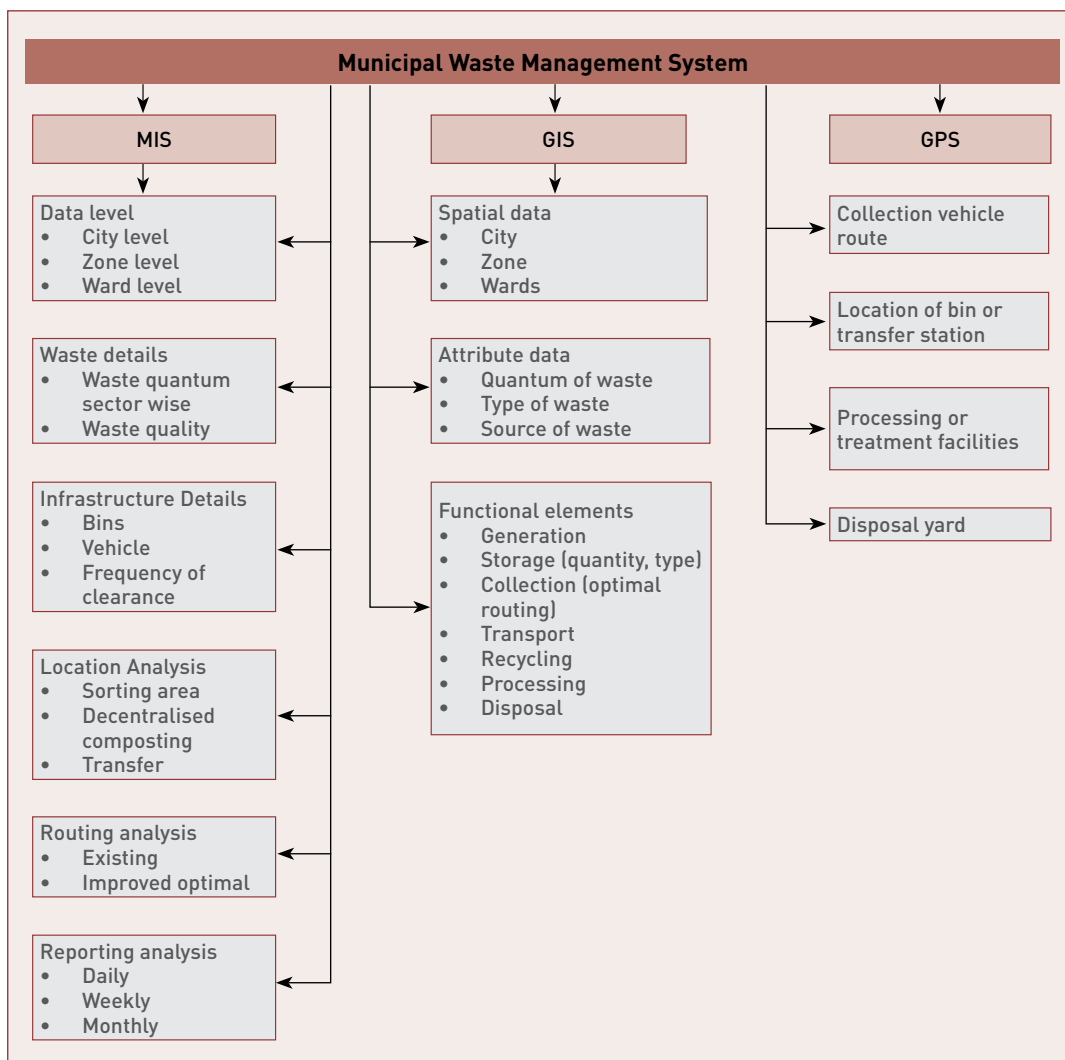 Municipal Waste Management System
MIS
Data level
• City level
• Zone level
• Ward level
Waste details
• Waste quantum
sector wise
• Waste quality
Infrastructure Details
• Bins
• Vehicle
• Frequency of
clearance
Location Analysis
• Sorting area
• Decentralised
composting
• Transfer
Routing analysis
• Existing
• Improved optimal
Reporting analysis
• Daily
• Weekly
• Monthly
GIS
Spatial data
• City
• Zone
• Wards
Attribute data
• Quantum of waste
• Type of waste
• Source of waste
Functional elements
• Generation
• Storage (quantity, type)
• Collection (optimal
routing)
• Transport
• Recycling
• Processing
• Disposal
GPS
Collection vehicle
route
Location of bin or
transfer station
Processing or
treatment facilities
Disposal yard